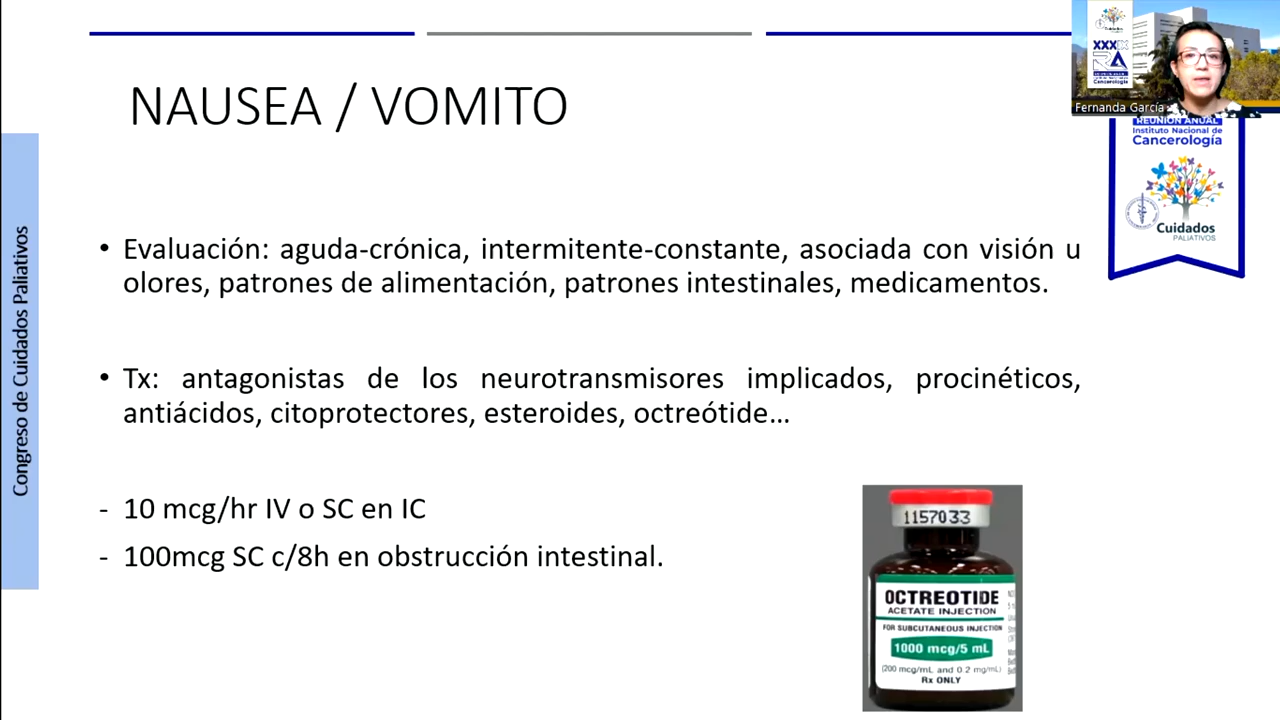 NAUSEA / VOMITO
• Evaluación: aguda-crónica, intermitente-constante, asociada con visión u
olores, patrones de alimentación, patrones intestinales, medicamentos.
• Tx: antagonistas de los neurotransmisores implicados, procinéticos,
antiácidos, citoprotectores, esteroides, octreótide...
- 10 mcg/hr IV o SC en IC
- 100mcg SC c/8h en obstrucción intestinal.
Congreso de Cuidados Paliativos
Cuidados
Cancerología
Fernanda García
REUNIÓN ANUAL
Instituto Nacional de
Cancerología
Cuidados
PALIATIVOS
1157033
OCTREOTIDE
ACETATE INJECTION
FOR SUBCUTANEOUS INJECTION
1000 mcg/5 mL
(200 mcg/mL and 0.2 mg/mL)
Rx ONLY